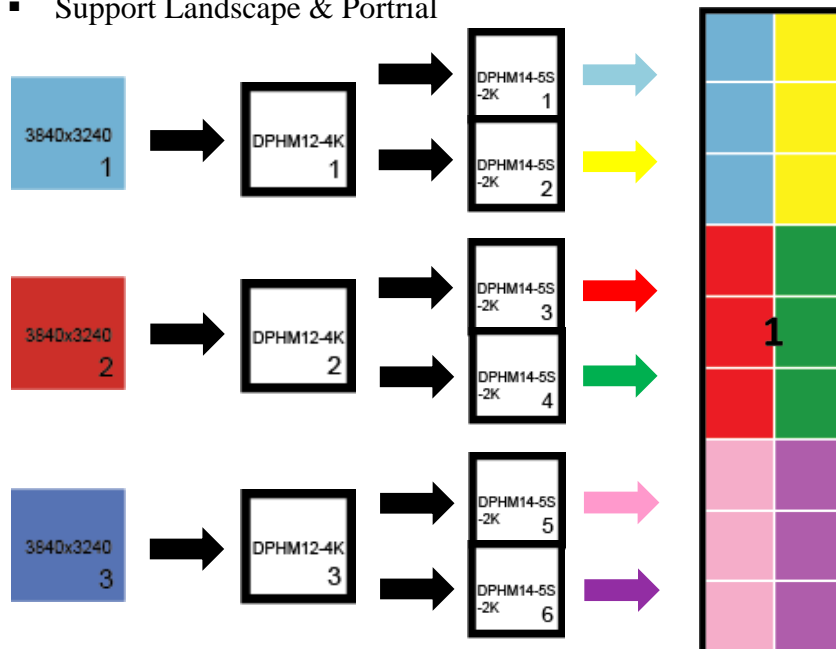 ▪ Support Landscape & Portrial
3840x3240
1
DPHM12-4K
1
DPHM14-5S
-2K
1
DPHM14-5S
-2K
2
3840x3240
2
DPHM12-4K
2
DPHM14-5S
-2K
3
DPHM14-5S
-2K
4
1
3840x3240
3
DPHM12-4K
3
DPHM14-5S
-2K
5
DPHM14-5S
-2K
6